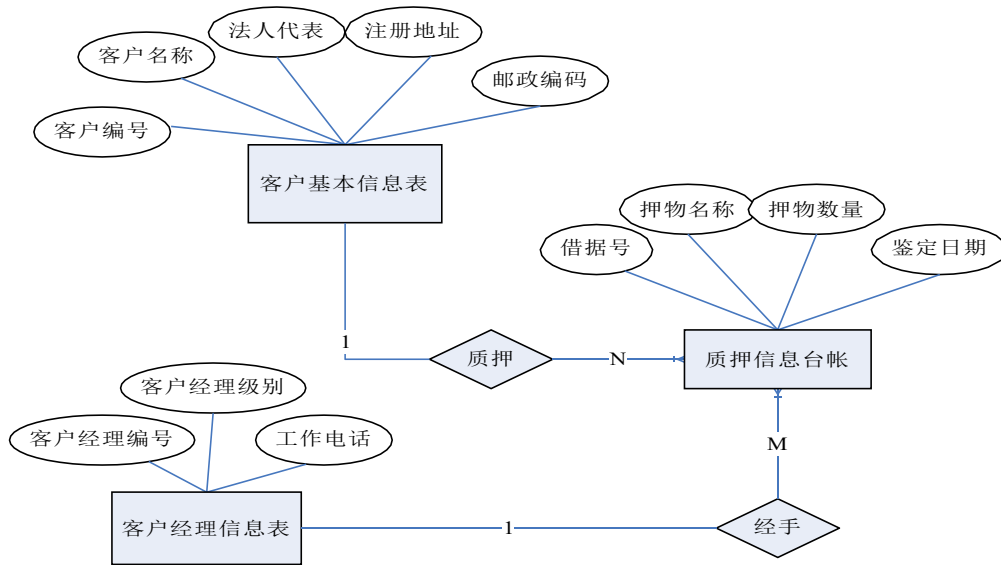 法人代表
注册地址
客户名称
邮政编码
客户编号
客户基本信息表
押物名称
押物数量
借据号
鉴定日期
1
质押
N
质押信息台帐
客户经理级别
客户经理编号
工作电话
M
客户经理信息表
1
经手